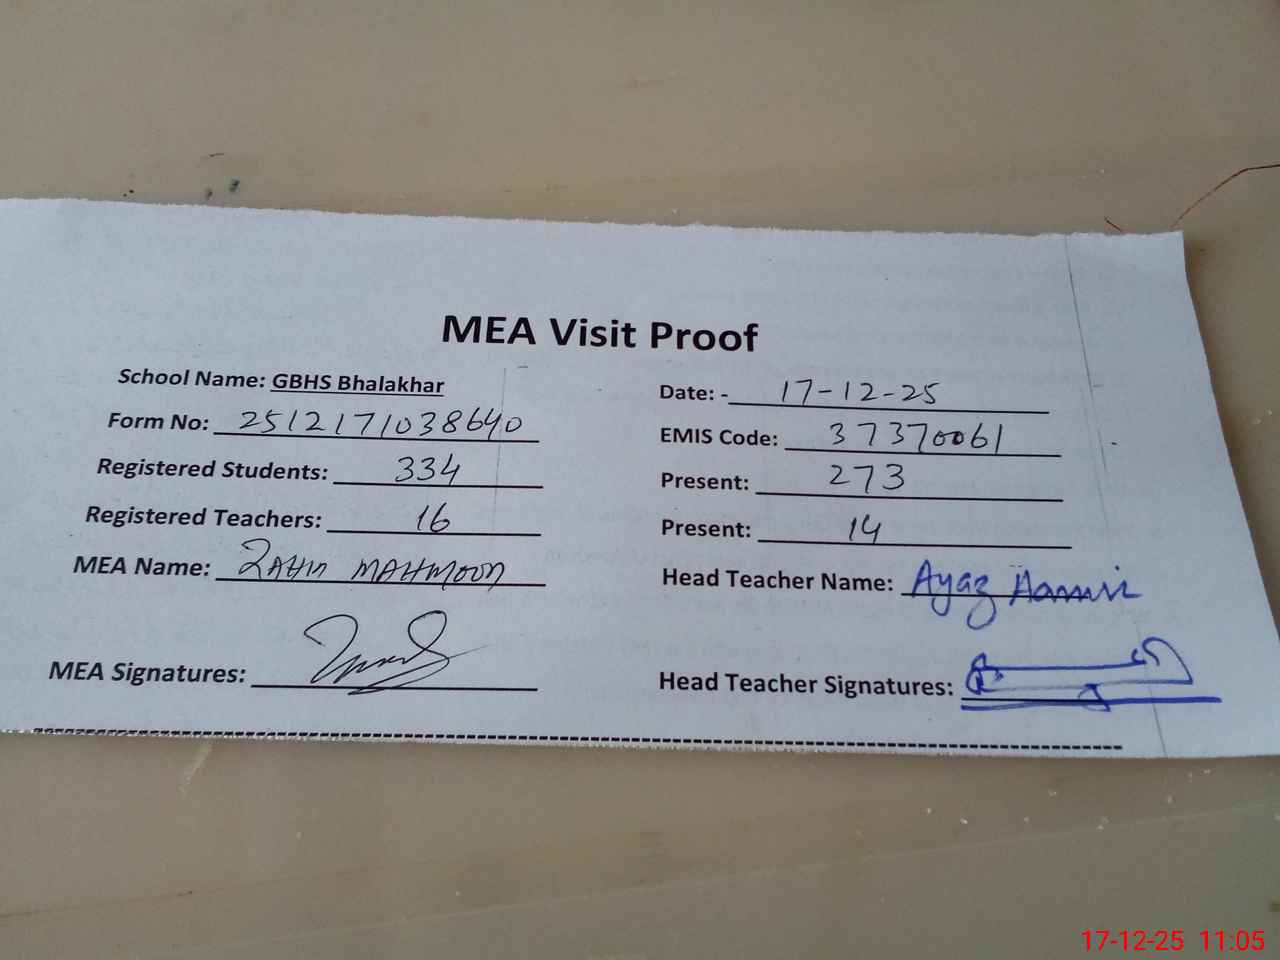 MEA Visit Proof
School Name: GBHS Bhalakhar
Date: - 17-12-25
Form No: 2512171038640
EMIS Code: 37370061
Registered Students: 334
Present: 273
Registered Teachers: 16
Present: 14
MEA Name: ZAHID MAHMOOD
Head Teacher Name: Ayaz Aamir
MEA Signatures:
Head Teacher Signatures:
17-12-25 11:05